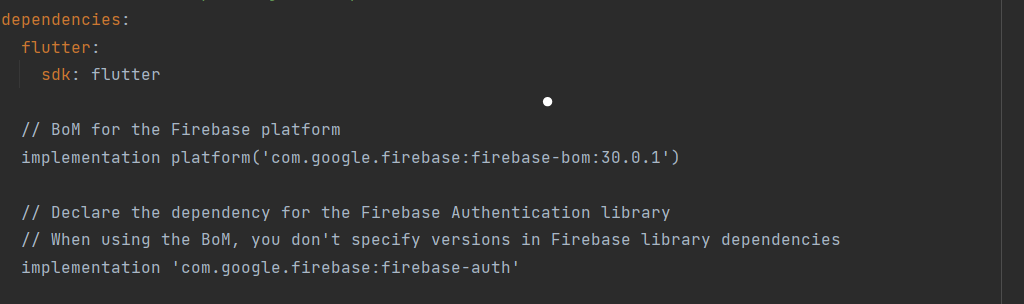 dependencies:
  flutter:
    sdk: flutter
  // BoM for the Firebase platform
  implementation platform('com.google.firebase:firebase-bom:30.0.1')
  // Declare the dependency for the Firebase Authentication library
  // When using the BoM, you don't specify versions in Firebase library dependencies
  implementation 'com.google.firebase:firebase-auth'